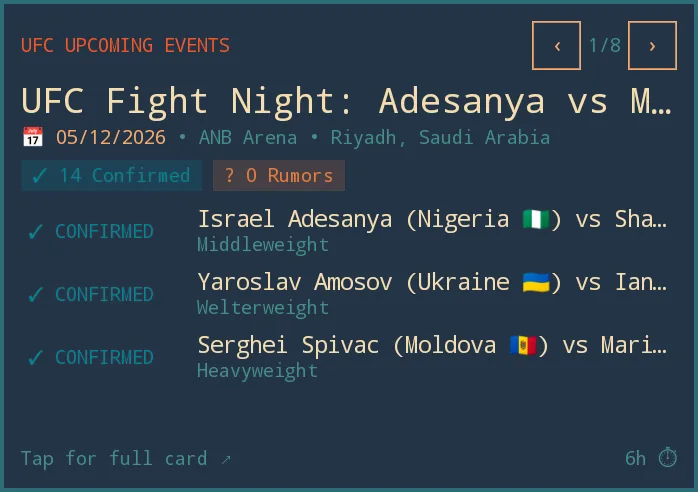 UFC UPCOMING EVENTS ‹ 1/8 ›
UFC Fight Night: Adesanya vs M…
📅 05/12/2026 • ANB Arena • Riyadh, Saudi Arabia
✓ 14 Confirmed ? 0 Rumors
✓ CONFIRMED Israel Adesanya (Nigeria 🇳🇬) vs Sha…
Middleweight
✓ CONFIRMED Yaroslav Amosov (Ukraine 🇺🇦) vs Ian…
Welterweight
✓ CONFIRMED Serghei Spivac (Moldova 🇲🇩) vs Mari…
Heavyweight
Tap for full card ↗ 6h ⏱